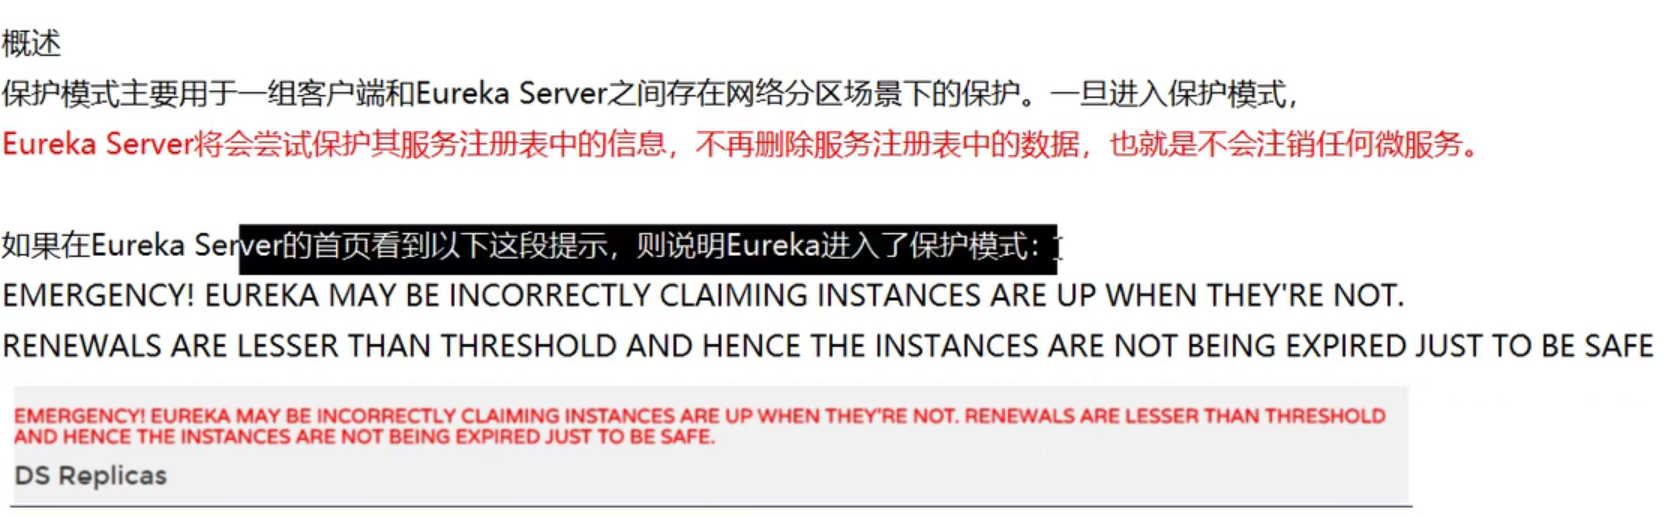 概述
保护模式主要用于一组客户端和Eureka Server之间存在网络分区场景下的保护。一旦进入保护模式，
Eureka Server将会尝试保护其服务注册表中的信息，不再删除服务注册表中的数据，也就是不会注销任何微服务。
如果在Eureka Server的首页看到以下这段提示，则说明Eureka进入了保护模式：
EMERGENCY! EUREKA MAY BE INCORRECTLY CLAIMING INSTANCES ARE UP WHEN THEY'RE NOT.
RENEWALS ARE LESSER THAN THRESHOLD AND HENCE THE INSTANCES ARE NOT BEING EXPIRED JUST TO BE SAFE
EMERGENCY! EUREKA MAY BE INCORRECTLY CLAIMING INSTANCES ARE UP WHEN THEY'RE NOT. RENEWALS ARE LESSER THAN THRESHOLD
AND HENCE THE INSTANCES ARE NOT BEING EXPIRED JUST TO BE SAFE.
DS Replicas